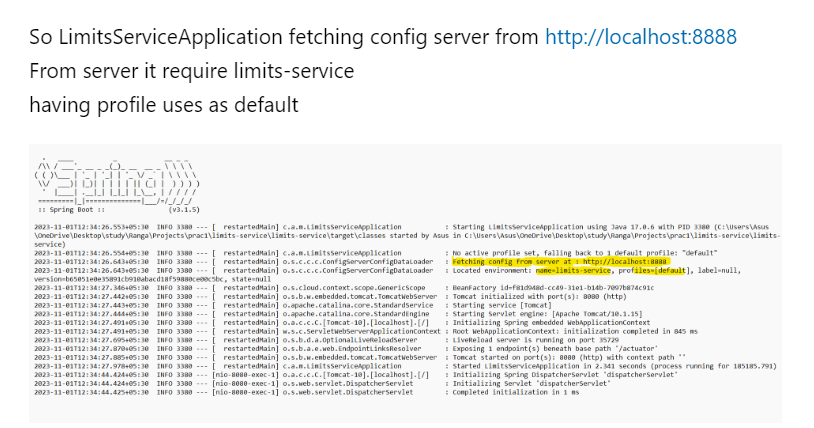 So LimitsServiceApplication fetching config server from http://localhost:8888
From server it require limits-service
having profile uses as default
:: Spring Boot ::                (v3.1.5)
2023-11-01T12:34:26.553+05:30  INFO 3380 --- [  restartedMain] c.a.m.LimitsServiceApplication           : Starting LimitsServiceApplication using Java 17.0.6 with PID 3380 (C:\Users\Asus
\OneDrive\Desktop\study\Ranga\Projects\prac1\limits-service\limits-service\target\classes started by Asus in C:\Users\Asus\OneDrive\Desktop\study\Ranga\Projects\prac1\limits-service\limits-
service)
2023-11-01T12:34:26.554+05:30  INFO 3380 --- [  restartedMain] c.a.m.LimitsServiceApplication           : No active profile set, falling back to 1 default profile: "default"
2023-11-01T12:34:26.643+05:30  INFO 3380 --- [  restartedMain] o.s.c.c.c.ConfigServerConfigDataLoader   : Fetching config from server at : http://localhost:8888
2023-11-01T12:34:26.643+05:30  INFO 3380 --- [  restartedMain] o.s.c.c.c.ConfigServerConfigDataLoader   : Located environment: name=limits-service, profiles=[default], label=null,
state=null
2023-11-01T12:34:27.346+05:30  INFO 3380 --- [  restartedMain] o.s.cloud.context.scope.GenericScope     : BeanFactory id=f81d948d-cc49-31e1-b14b-7097b874c91c
2023-11-01T12:34:27.442+05:30  INFO 3380 --- [  restartedMain] o.s.b.w.embedded.tomcat.TomcatWebServer  : Tomcat initialized with port(s): 8080 (http)
2023-11-01T12:34:27.443+05:30  INFO 3380 --- [  restartedMain] o.apache.catalina.core.StandardService   : Starting service [Tomcat]
2023-11-01T12:34:27.444+05:30  INFO 3380 --- [  restartedMain] o.apache.catalina.core.StandardEngine    : Starting Servlet engine: [Apache Tomcat/10.1.15]
2023-11-01T12:34:27.491+05:30  INFO 3380 --- [  restartedMain] o.a.c.c.C.[Tomcat-10].[localhost].[/]    : Initializing Spring embedded WebApplicationContext
2023-11-01T12:34:27.491+05:30  INFO 3380 --- [  restartedMain] w.s.c.ServletWebServerApplicationContext : Root WebApplicationContext: initialization completed in 845 ms
2023-11-01T12:34:27.695+05:30  INFO 3380 --- [  restartedMain] o.s.b.d.a.OptionalLiveReloadServer       : LiveReload server is running on port 35729
2023-11-01T12:34:27.870+05:30  INFO 3380 --- [  restartedMain] o.s.b.a.e.web.EndpointLinksResolver      : Exposing 1 endpoint(s) beneath base path '/actuator'
2023-11-01T12:34:27.885+05:30  INFO 3380 --- [  restartedMain] o.s.b.w.embedded.tomcat.TomcatWebServer  : Tomcat started on port(s): 8080 (http) with context path ''
2023-11-01T12:34:27.978+05:30  INFO 3380 --- [  restartedMain] c.a.m.LimitsServiceApplication           : Started LimitsServiceApplication in 2.341 seconds (process running for 105185.791)
2023-11-01T12:34:44.424+05:30  INFO 3380 --- [nio-8080-exec-1] o.a.c.c.C.[Tomcat-10].[localhost].[/]    : Initializing Spring DispatcherServlet 'dispatcherServlet'
2023-11-01T12:34:44.424+05:30  INFO 3380 --- [nio-8080-exec-1] o.s.web.servlet.DispatcherServlet        : Initializing Servlet 'dispatcherServlet'
2023-11-01T12:34:44.425+05:30  INFO 3380 --- [nio-8080-exec-1] o.s.web.servlet.DispatcherServlet        : Completed initialization in 1 ms